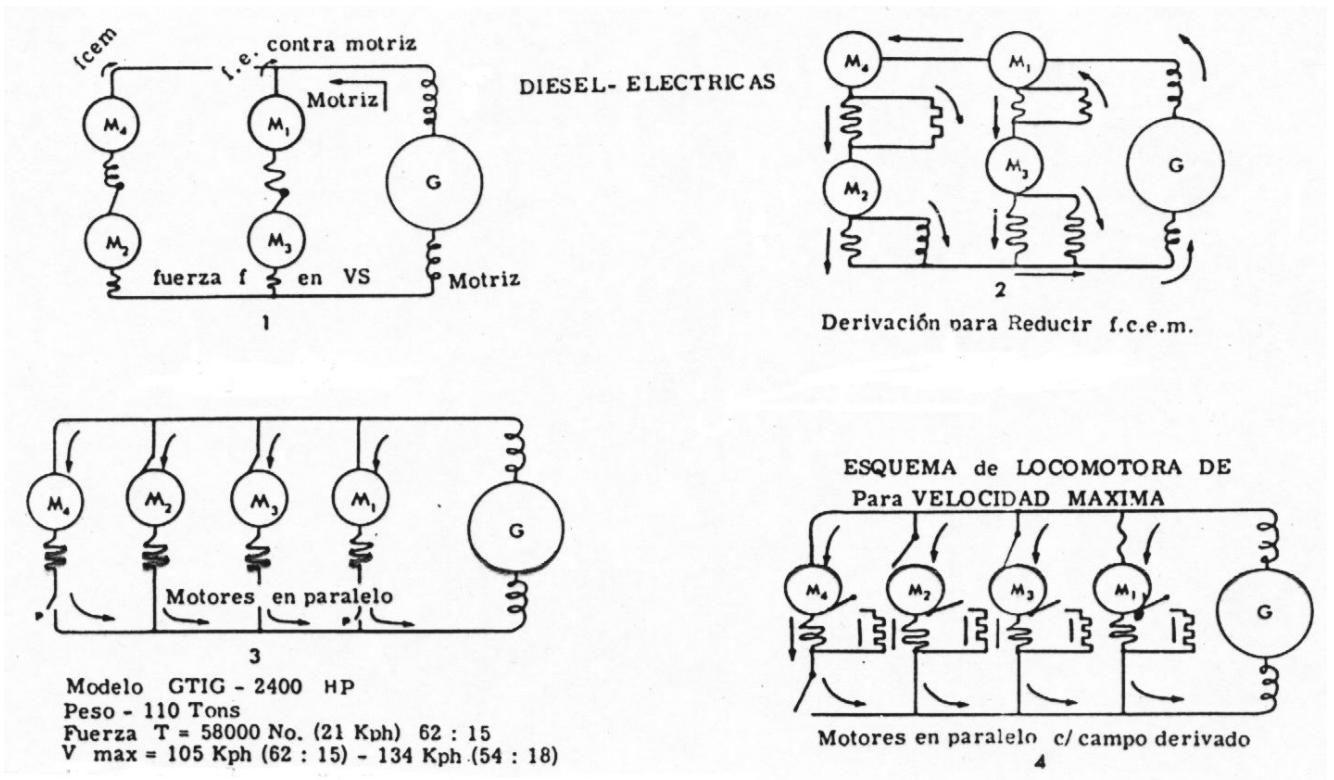 DIESEL-ELECTRICAS
fcem
f.e. contra motriz
Motriz
M₄
M₁
G
M₂
M₃
fuerza f en VS
Motriz
1
M₄
M₁
M₂
M₃
G
2
Derivación para Reducir f.c.e.m.
M₄
M₂
M₃
M₁
G
P
Motores en paralelo
P
3
Modelo GTIG - 2400 HP
Peso - 110 Tons
Fuerza T = 58000 No. (21 Kph) 62 : 15
V max = 105 Kph (62 : 15) - 134 Kph (54 : 18)
ESQUEMA de LOCOMOTORA DE
Para VELOCIDAD MAXIMA
M₄
M₂
M₃
M₁
G
Motores en paralelo c/ campo derivado
4